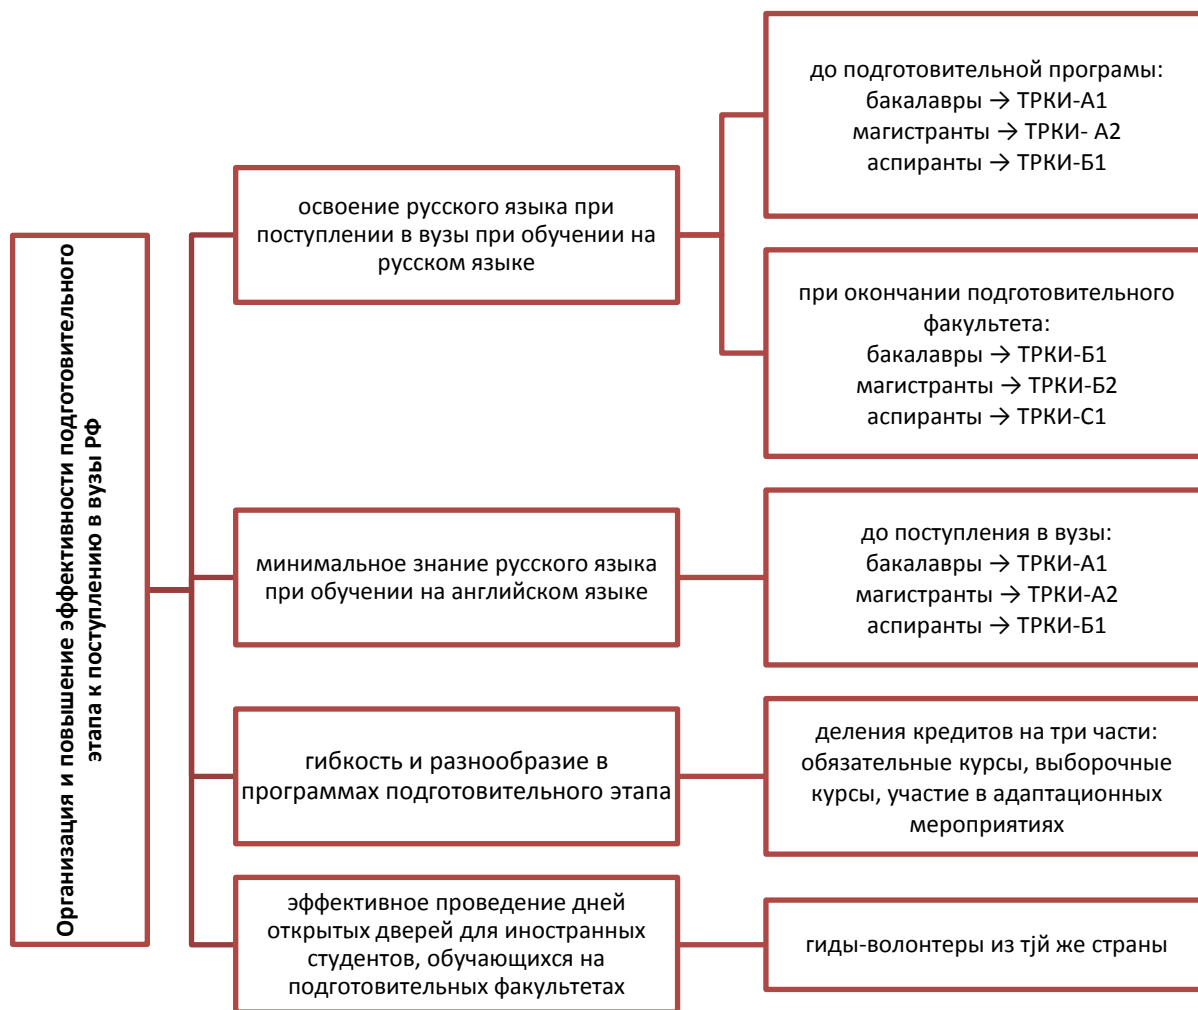 Организация и повышение эффективности подготовительного
этапа к поступлению в вузы РФ
освоение русского языка при
поступлении в вузы при обучении на
русском языке
до подготовительной програмы:
бакалавры → ТРКИ-А1
магистранты → ТРКИ- А2
аспиранты → ТРКИ-Б1
при окончании подготовительного
факультета:
бакалавры → ТРКИ-Б1
магистранты → ТРКИ-Б2
аспиранты → ТРКИ-С1
минимальное знание русского языка
при обучении на английском языке
до поступления в вузы:
бакалавры → ТРКИ-А1
магистранты → ТРКИ-А2
аспиранты → ТРКИ-Б1
гибкость и разнообразие в
программах подготовительного этапа
деления кредитов на три части:
обязательные курсы, выборочные
курсы, участие в адаптационных
мероприятиях
эффективное проведение дней
открытых дверей для иностранных
студентов, обучающихся на
подготовительных факультетах
гиды-волонтеры из тjй же страны